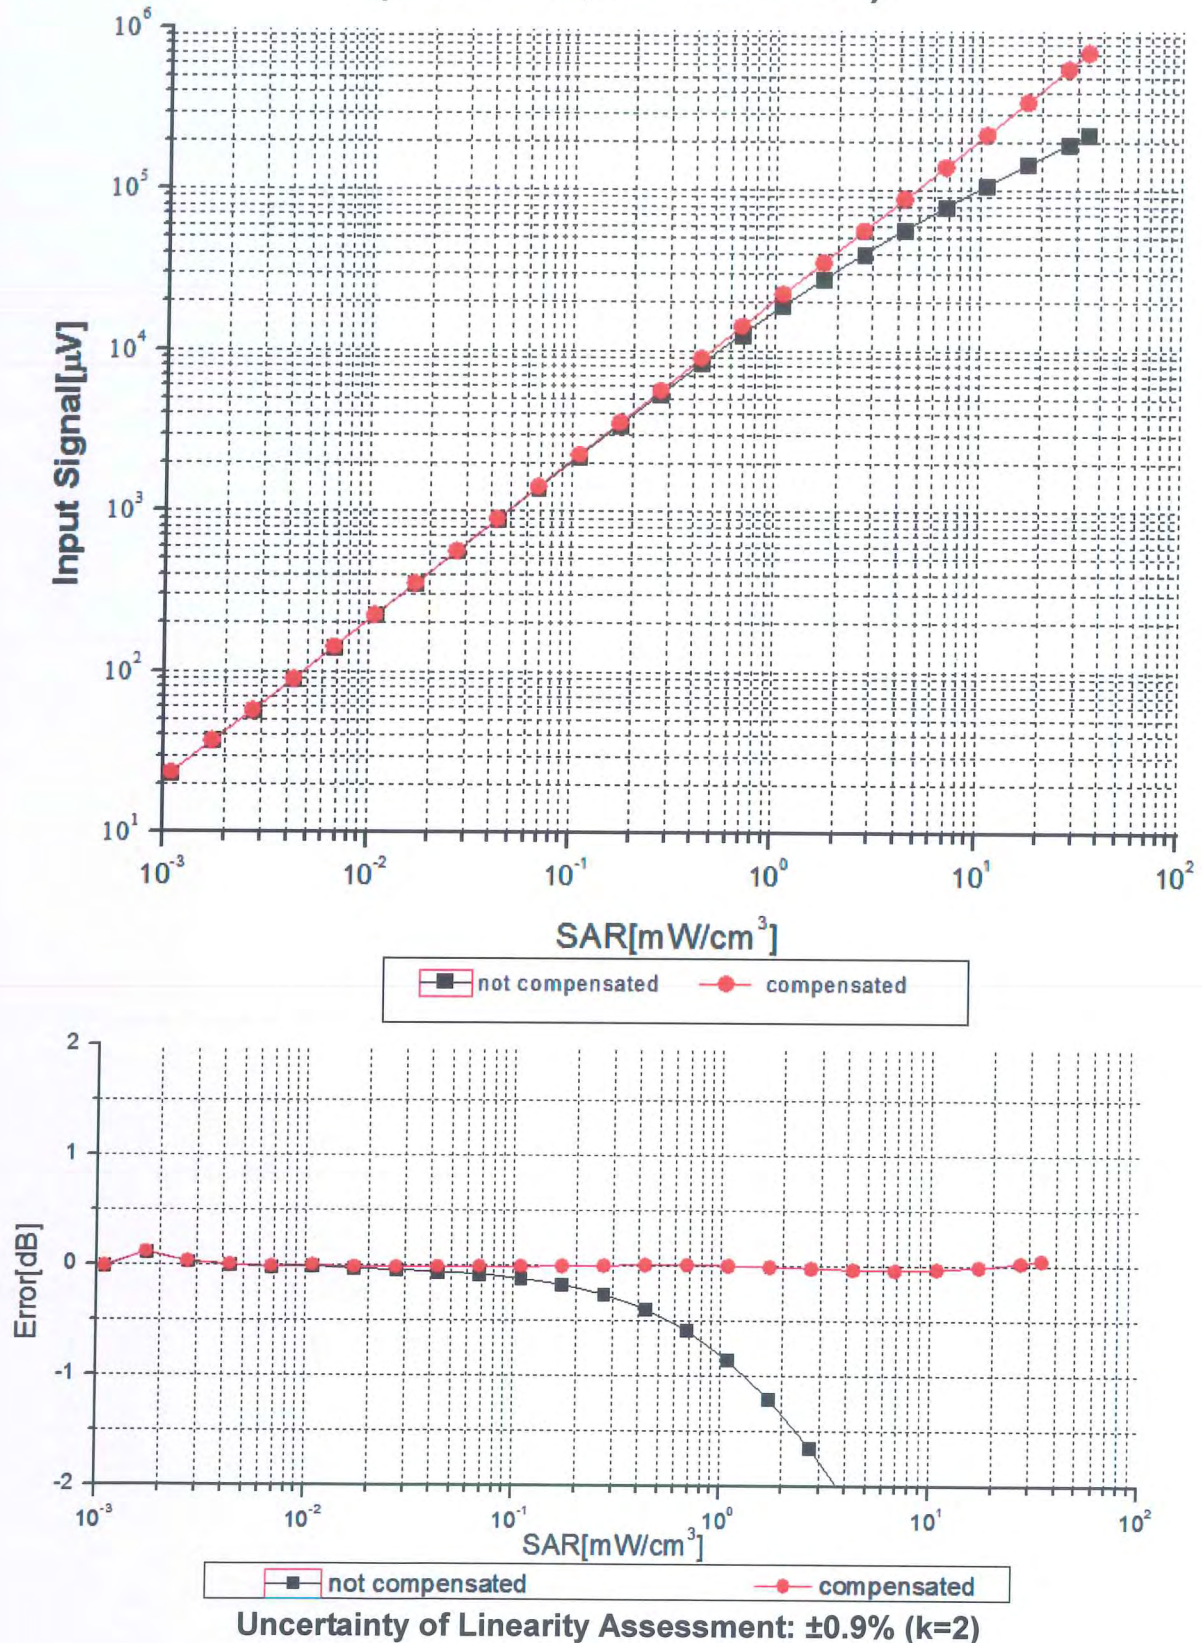 10^6
10^5
10^4
10^3
10^2
10^1
Input Signal[µV]
10^-3 10^-2 10^-1 10^0 10^1 10^2
SAR[mW/cm^3]
not compensated compensated
2
1
0
-1
-2
Error[dB]
10^-3 10^-2 10^-1 10^0 10^1 10^2
SAR[mW/cm^3]
not compensated compensated
Uncertainty of Linearity Assessment: ±0.9% (k=2)